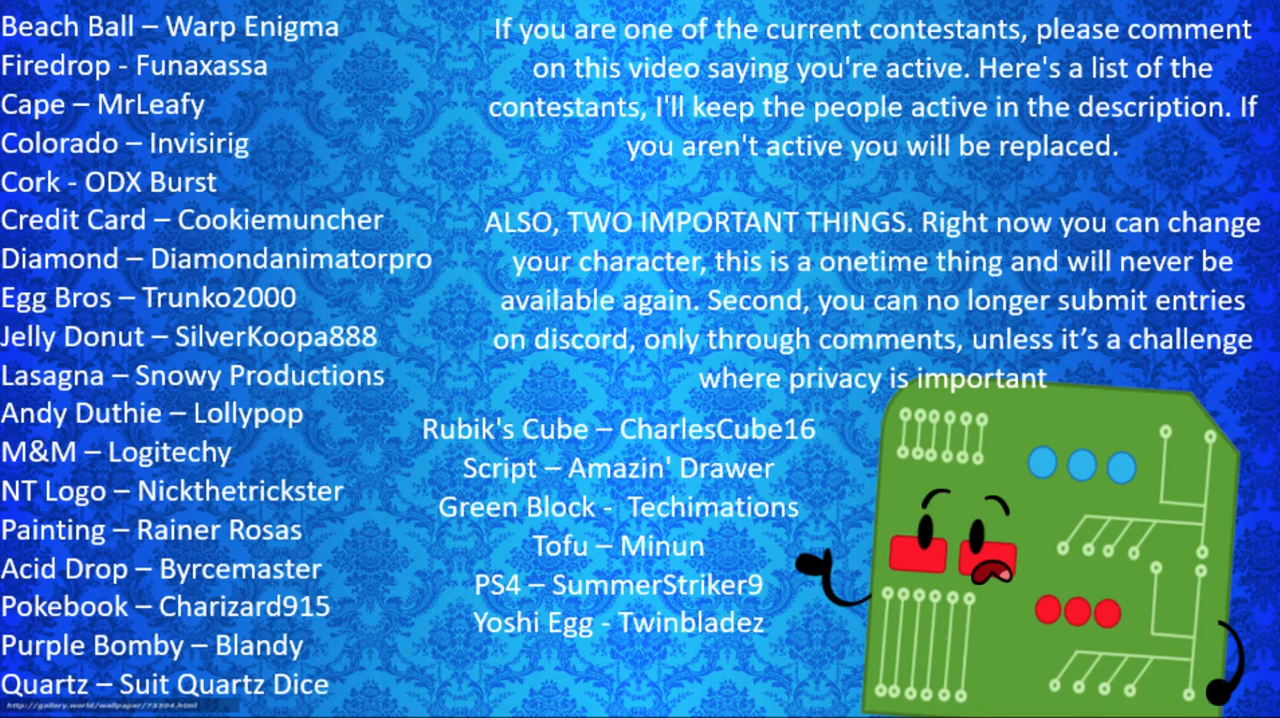 Beach Ball – Warp Enigma
Firedrop - Funaxassa
Cape – MrLeafy
Colorado – Invisirig
Cork - ODX Burst
Credit Card – Cookiemuncher
Diamond – Diamondanimatorpro
Egg Bros – Trunko2000
Jelly Donut – SilverKoopa888
Lasagna – Snowy Productions
Andy Duthie – Lollypop
M&M – Logitechy
NT Logo – Nickthetrickster
Painting – Rainer Rosas
Acid Drop – Byrcemaster
Pokebook – Charizard915
Purple Bomby – Blandy
Quartz – Suit Quartz Dice
http://gallery.world/wallpaper/73304.html
If you are one of the current contestants, please comment
on this video saying you're active. Here's a list of the
contestants, I'll keep the people active in the description. If
you aren't active you will be replaced.
ALSO, TWO IMPORTANT THINGS. Right now you can change
your character, this is a onetime thing and will never be
available again. Second, you can no longer submit entries
on discord, only through comments, unless it’s a challenge
where privacy is important
Rubik's Cube – CharlesCube16
Script – Amazin' Drawer
Green Block -  Techimations
Tofu – Minun
PS4 – SummerStriker9
Yoshi Egg - Twinbladez